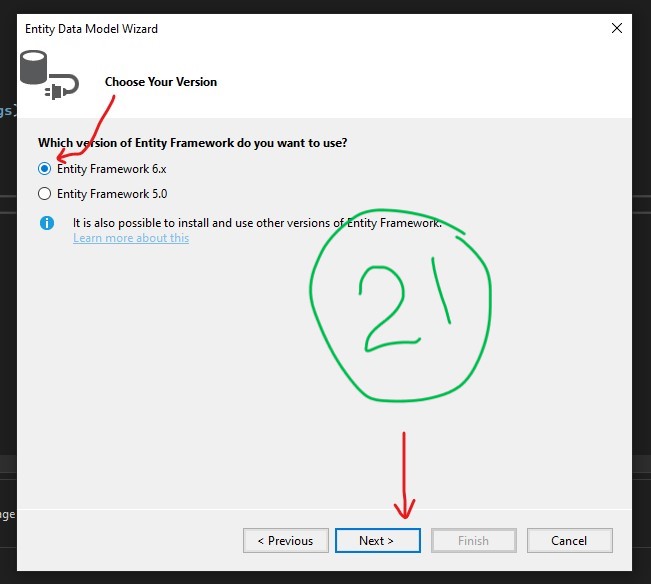 Entity Data Model Wizard
Choose Your Version
gs)
Which version of Entity Framework do you want to use?
Entity Framework 6.x
Entity Framework 5.0
It is also possible to install and use other versions of Entity Framework.
Learn more about this
21
nge
< Previous
Next >
Finish
Cancel